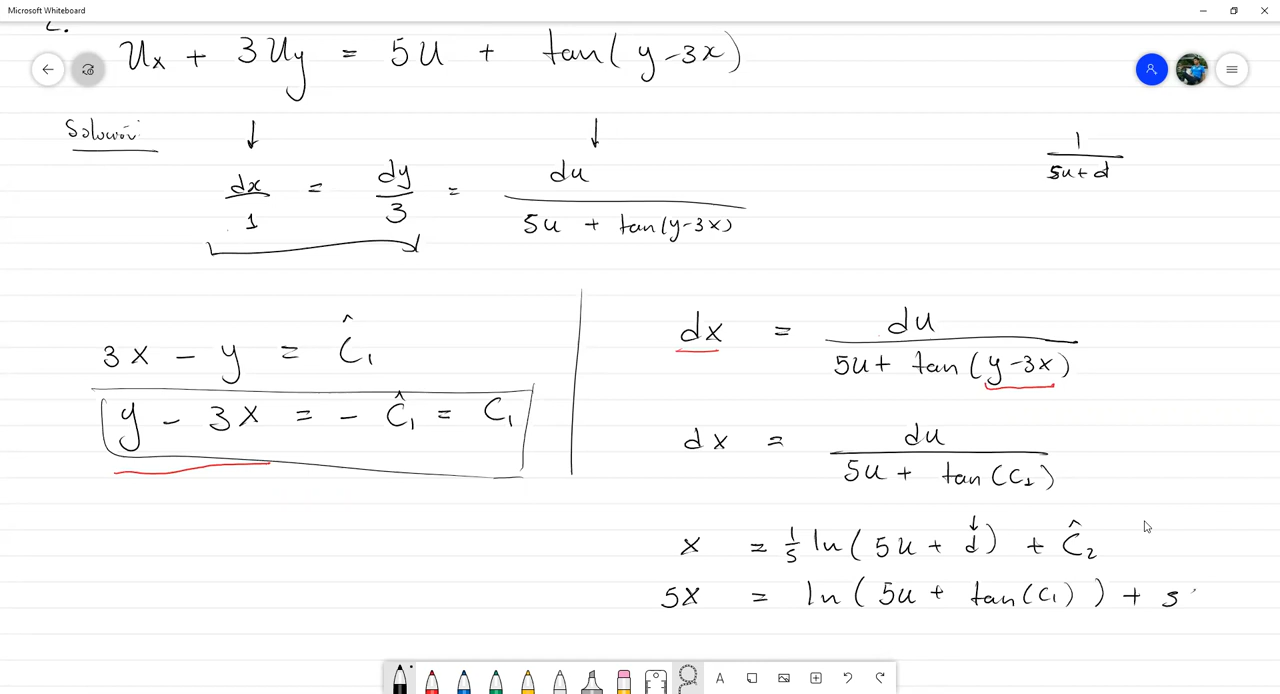 Microsoft Whiteboard
2.
Ux + 3Uy = 5U + tan(y-3x)
Solución
dx/1 = dy/3 = du/(5u + tan(y-3x))
1/(5u+d)
3x - y = Ĉ₁
y - 3x = - Ĉ₁ = C₁
dx = du/(5u + tan(y-3x))
dx = du/(5u + tan(C₁))
x = 1/5 ln(5u + d) + Ĉ₂
5x = ln(5u + tan(C₁)) + 5
A